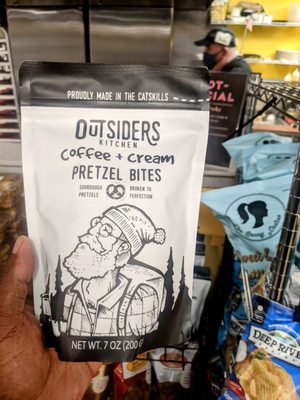 PROUDLY MADE IN THE CATSKILLS
OUTSIDERS
KITCHEN
coffee + cream
PRETZEL BITES
SOURDOUGH
PRETZELS
BROKEN TO
PERFECTION
NET WT. 7 OZ (200
DEEP RIVER